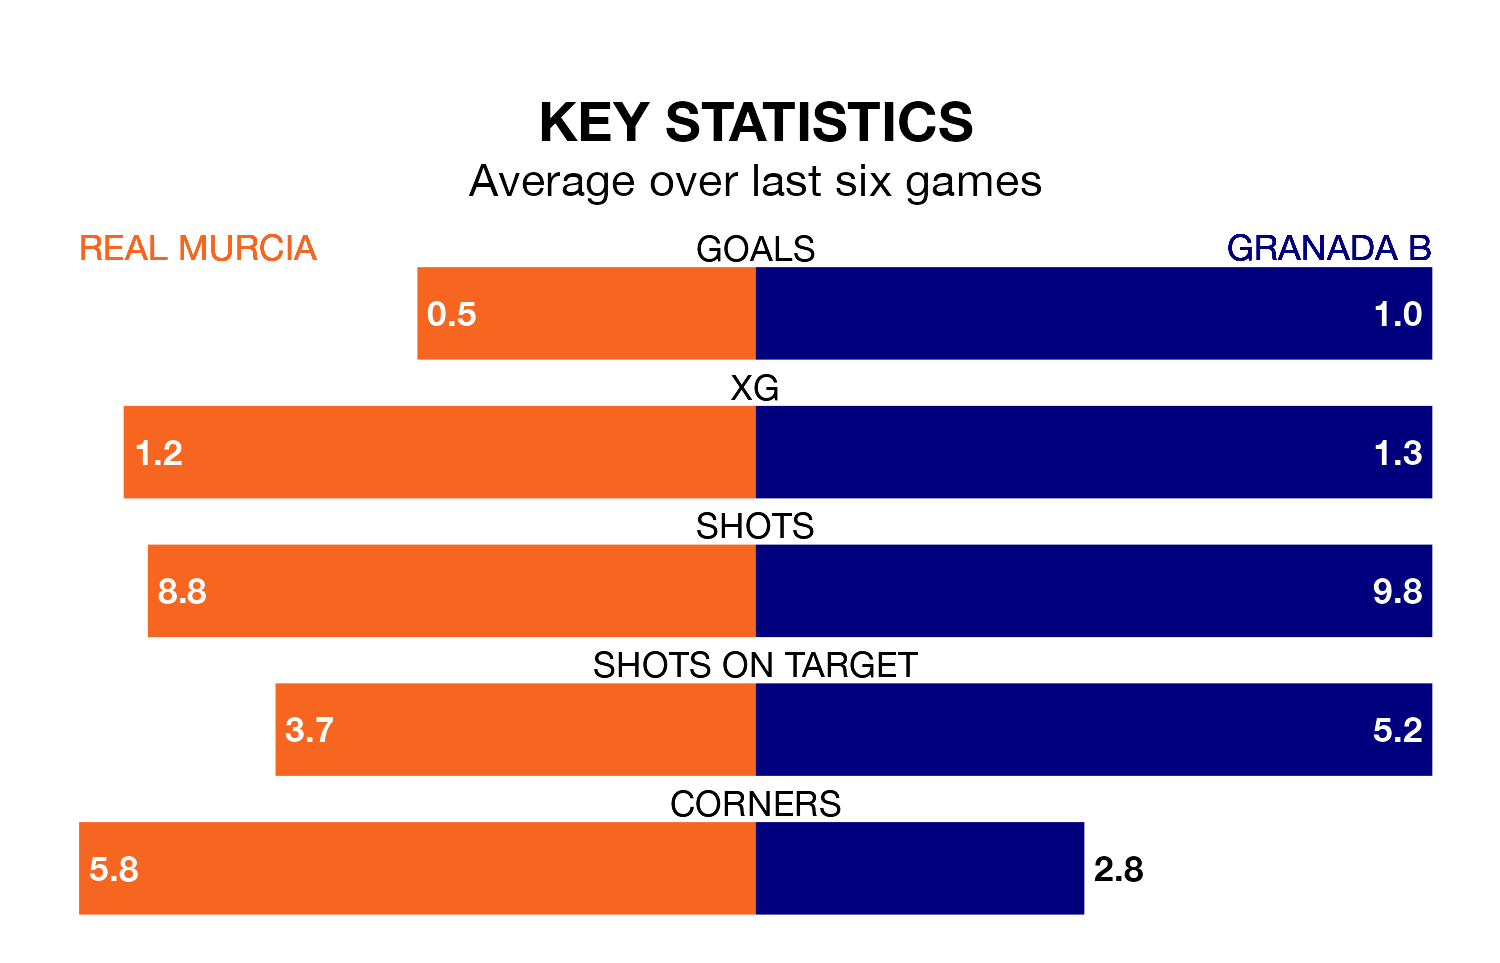 KEY STATISTICS
Average over last six games
REAL MURCIA GOALS GRANADA B
0.5 1.0
XG
1.2 1.3
SHOTS
8.8 9.8
SHOTS ON TARGET
3.7 5.2
CORNERS
5.8 2.8